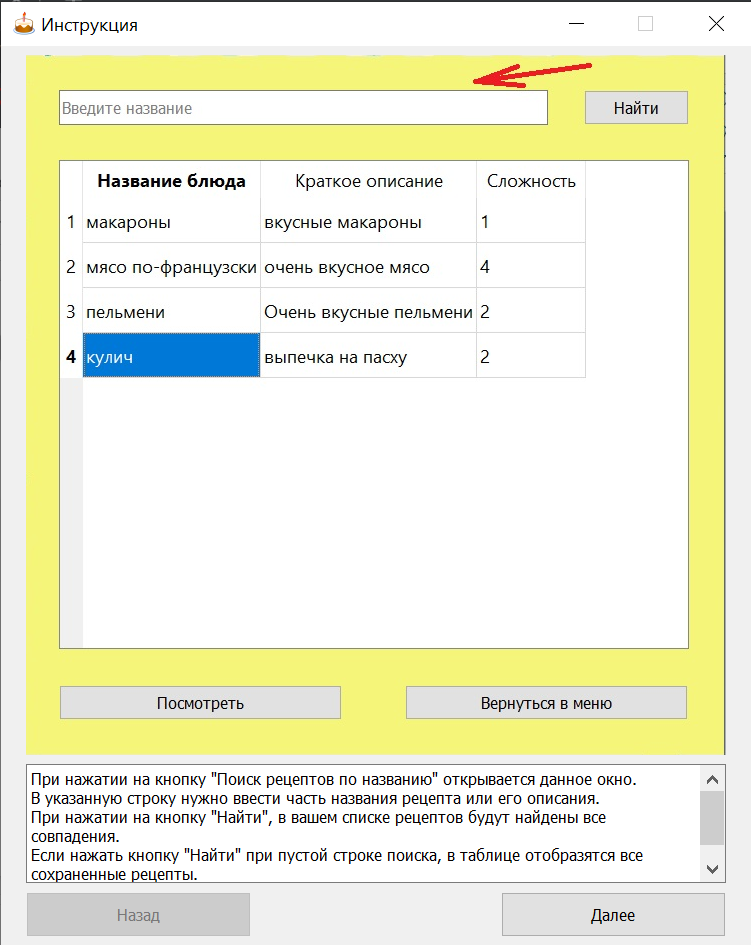 Инструкция
Введите название
Найти
Название блюда Краткое описание Сложность
1 макароны вкусные макароны 1
2 мясо по-французски очень вкусное мясо 4
3 пельмени Очень вкусные пельмени 2
4 кулич выпечка на пасху 2
Посмотреть Вернуться в меню
При нажатии на кнопку "Поиск рецептов по названию" открывается данное окно.
В указанную строку нужно ввести часть названия рецепта или его описания.
При нажатии на кнопку "Найти", в вашем списке рецептов будут найдены все
совпадения.
Если нажать кнопку "Найти" при пустой строке поиска, в таблице отобразятся все
сохраненные рецепты.
Назад Далее